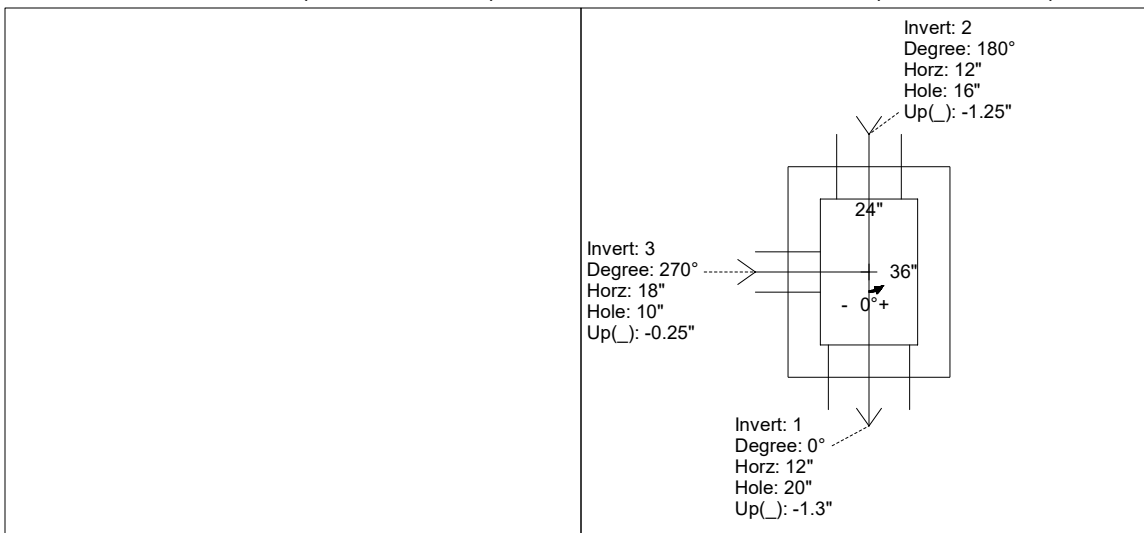 Invert: 2
Degree: 180°
Horz: 12"
Hole: 16"
Up(_): -1.25"
24"
Invert: 3
Degree: 270°
Horz: 18"
Hole: 10"
Up(_): -0.25"
36"
- 0°+
Invert: 1
Degree: 0°
Horz: 12"
Hole: 20"
Up(_): -1.3"